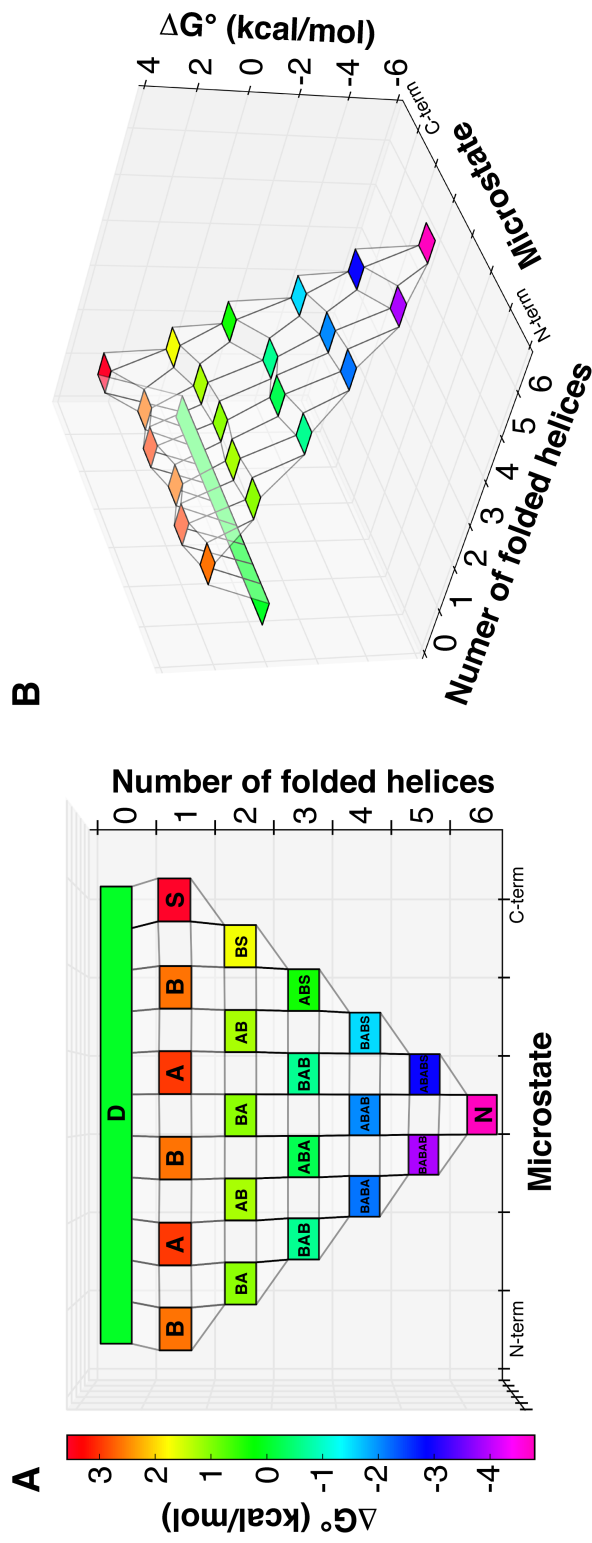 A
ΔG° (kcal/mol)
3
2
1
0
-1
-2
-3
-4
D
B
A
B
A
B
S
BA
AB
BA
AB
BS
BAB
ABA
BAB
ABS
BABA
ABAB
BABS
BABAB
ABABS
N
N-term
C-term
Microstate
Number of folded helices
0
1
2
3
4
5
6
B
ΔG° (kcal/mol)
4
2
0
-2
-4
-6
C-term
Microstate
N-term
Numer of folded helices
0
1
2
3
4
5
6